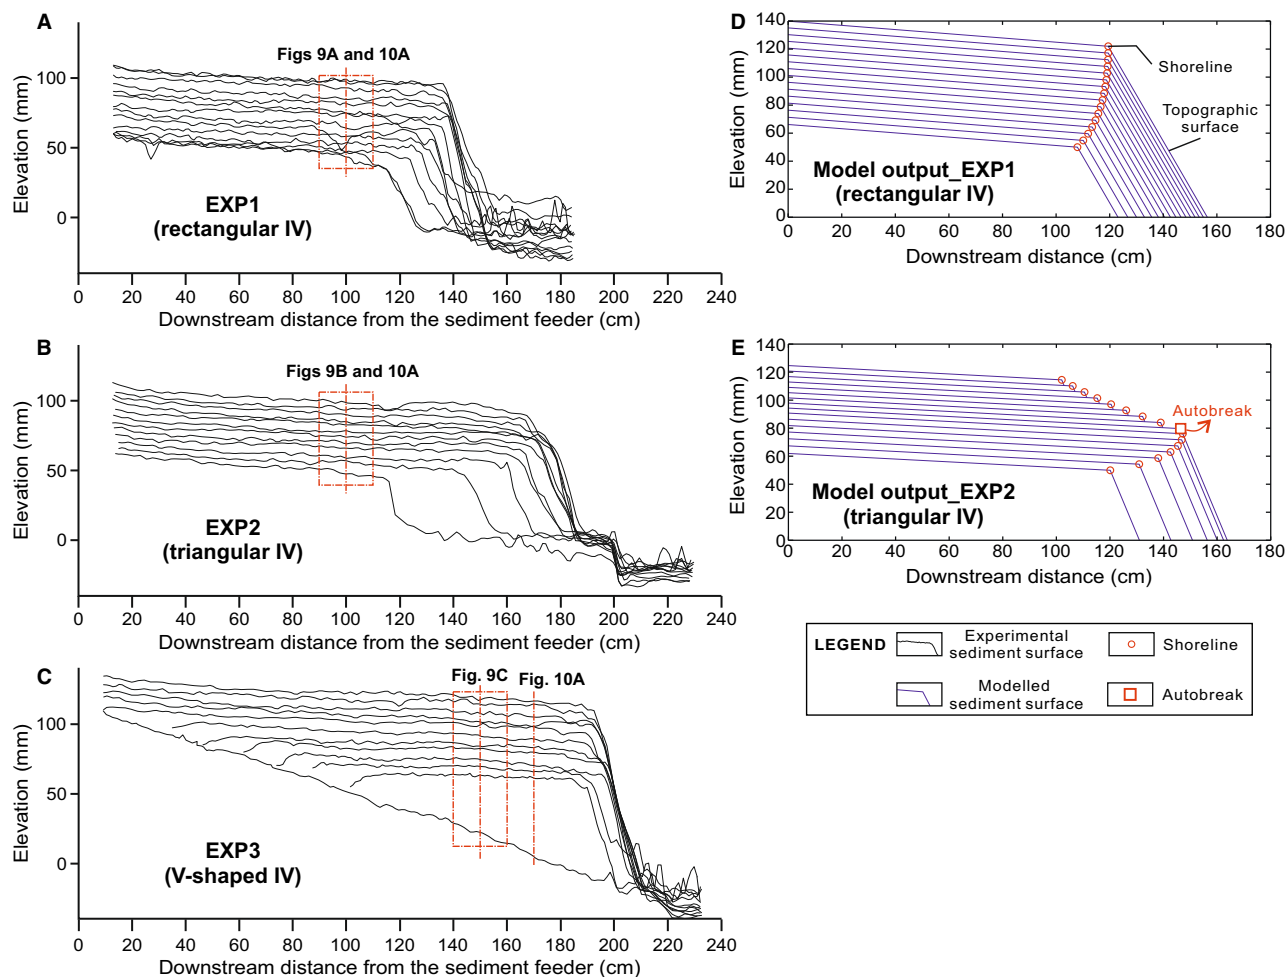 A
Elevation (mm)
100
50
0
Figs 9A and 10A
EXP1
(rectangular IV)
0 20 40 60 80 100 120 140 160 180 200 220 240
Downstream distance from the sediment feeder (cm)
B
Elevation (mm)
100
50
0
Figs 9B and 10A
EXP2
(triangular IV)
0 20 40 60 80 100 120 140 160 180 200 220 240
Downstream distance from the sediment feeder (cm)
C
Elevation (mm)
100
50
0
Fig. 9C
Fig. 10A
EXP3
(V-shaped IV)
0 20 40 60 80 100 120 140 160 180 200 220 240
Downstream distance from the sediment feeder (cm)
D
Elevation (mm)
140
120
100
80
60
40
20
0
Shoreline
Topographic
surface
Model output_EXP1
(rectangular IV)
0 20 40 60 80 100 120 140 160 180
Downstream distance (cm)
E
Elevation (mm)
140
120
100
80
60
40
20
0
Autobreak
Model output_EXP2
(triangular IV)
0 20 40 60 80 100 120 140 160 180
Downstream distance (cm)
LEGEND
Experimental
sediment surface
Shoreline
Modelled
sediment surface
Autobreak